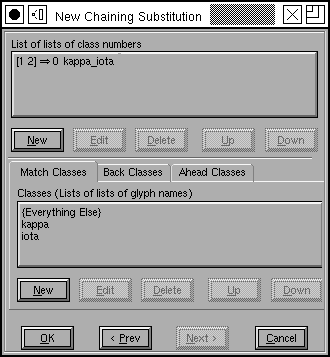 New Chaining Substitution
List of lists of class numbers
[1 2] ⇒ 0 kappa_iota
New Edit Delete Up Down
Match Classes Back Classes Ahead Classes
Classes (Lists of lists of glyph names)
{Everything Else}
kappa
iota
New Edit Delete Up Down
OK < Prev Next > Cancel